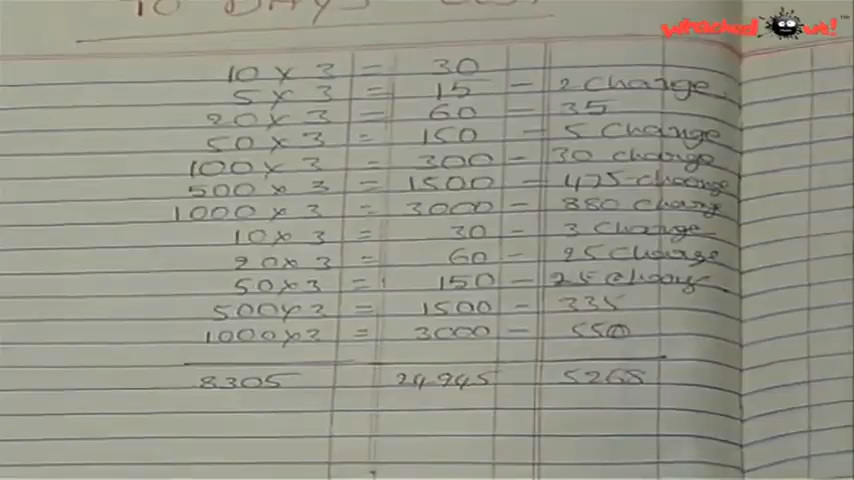 10 DAYS
10 x 3 = 30
5 x 3 = 15 - 2 change
20 x 3 = 60 - 35
50 x 3 = 150 - 5 change
100 x 3 = 300 - 30 change
500 x 3 = 1500 - 475 change
1000 x 3 = 3000 - 880 change
10 x 3 = 30 - 3 change
20 x 3 = 60 - 25 change
50 x 3 = 150 - 25 change
500 x 3 = 1500 - 335
1000 x 3 = 3000 - 550
8305 24945 5268